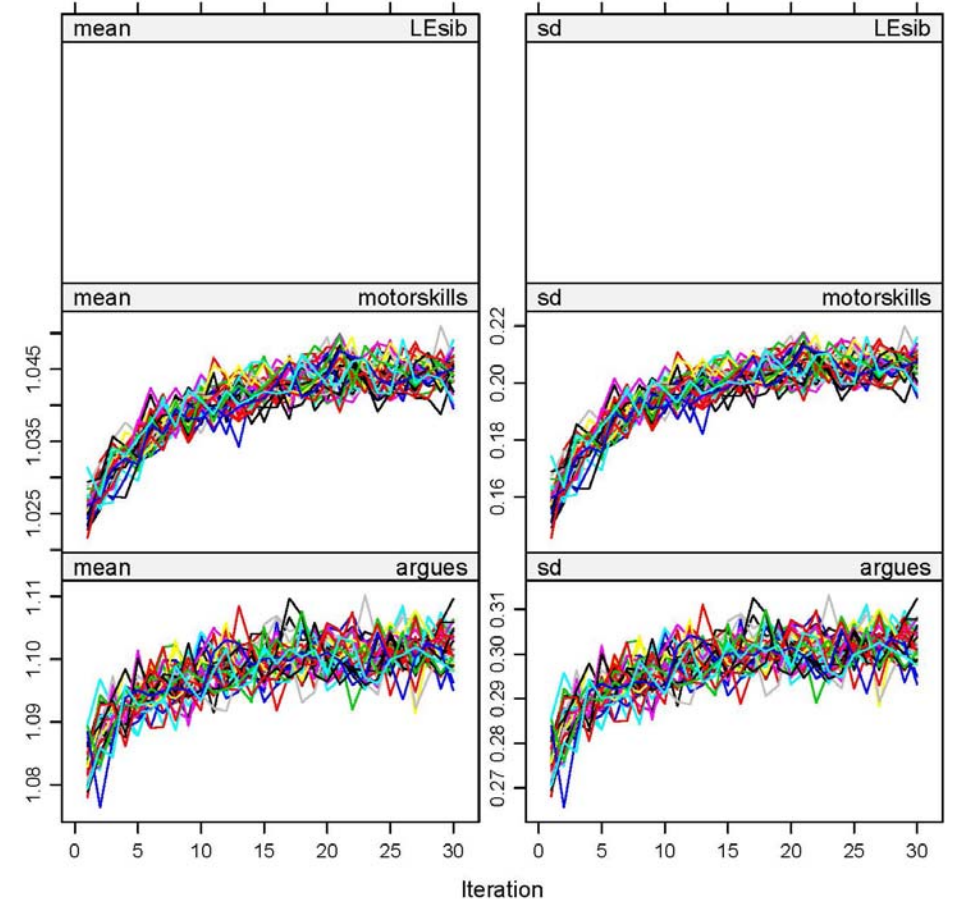 mean LEsib sd LEsib
mean motorskills sd motorskills
1.045 0.22
1.035 0.20
1.025 0.18
0.16
mean argues sd argues
1.11 0.31
1.10 0.30
1.09 0.29
1.08 0.28
0.27
0 5 10 15 20 25 30 0 5 10 15 20 25 30
Iteration